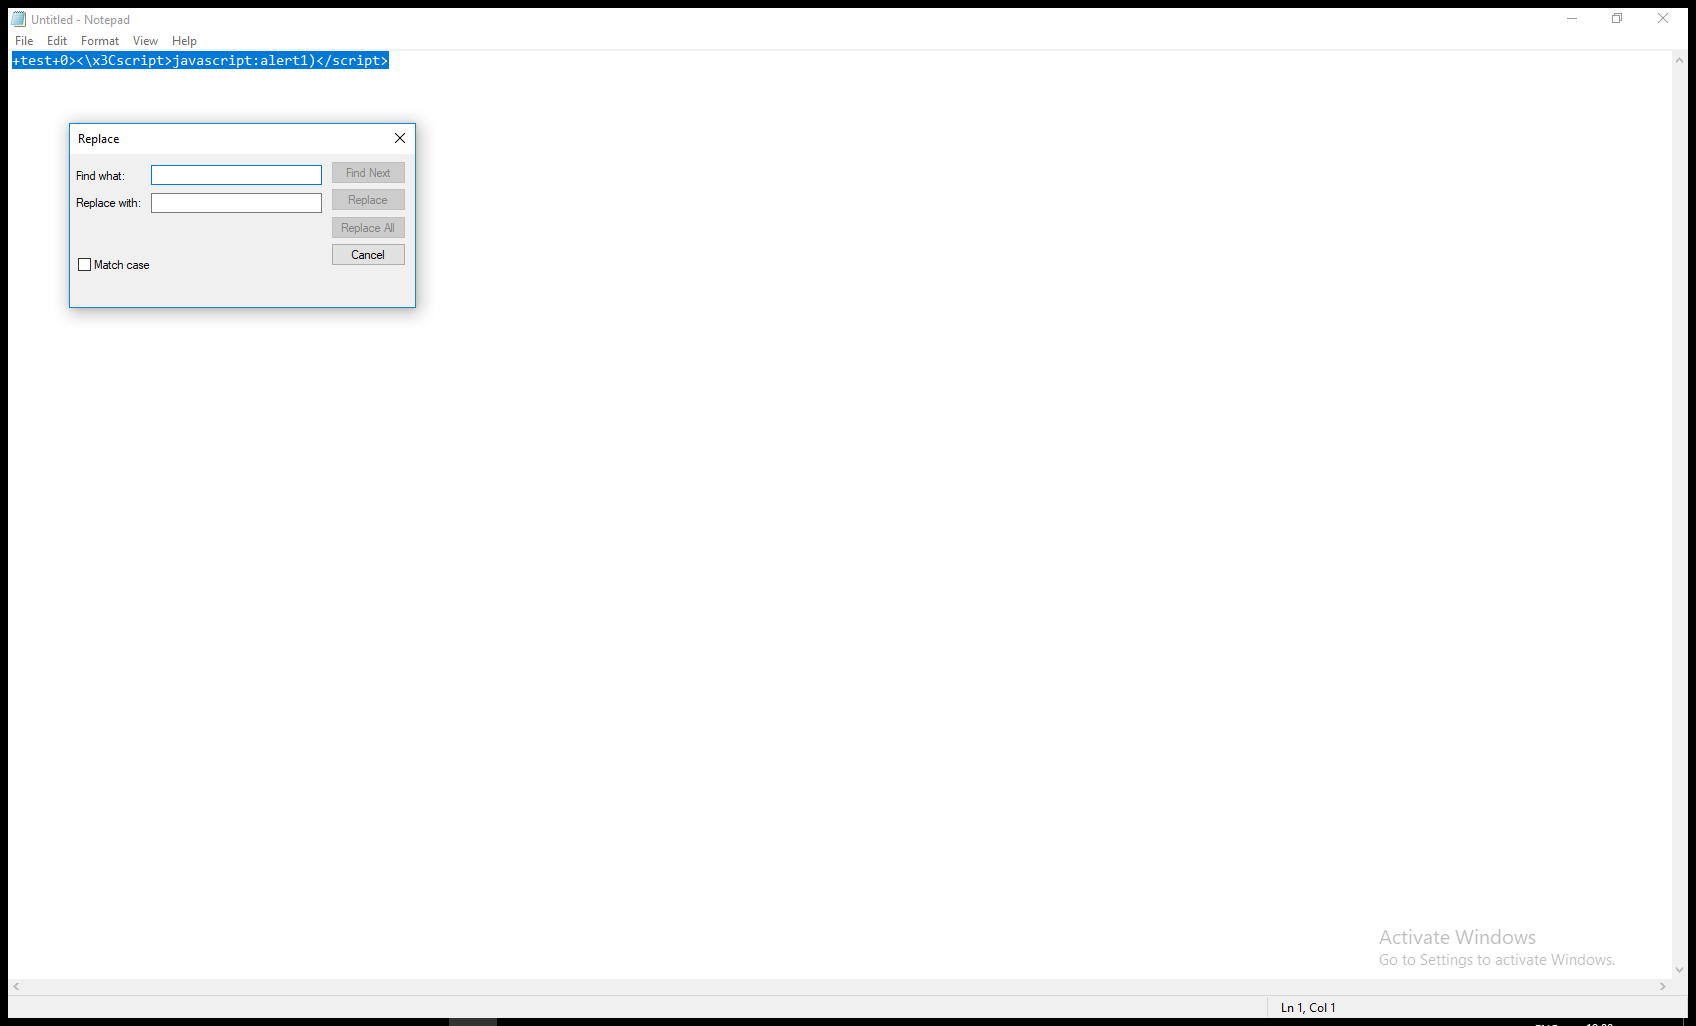 Untitled - Notepad
File Edit Format View Help
+test+0><\x3Cscript>javascript:alert1)</script>
Replace
Find what:
Find Next
Replace with:
Replace
Replace All
Cancel
Match case
Activate Windows
Go to Settings to activate Windows.
Ln 1, Col 1